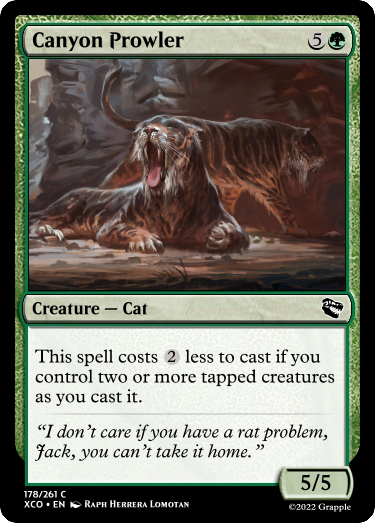 Canyon Prowler 5
Creature — Cat
This spell costs 2 less to cast if you
control two or more tapped creatures
as you cast it.
“I don’t care if you have a rat problem,
Jack, you can’t take it home.”
5/5
178/261 C
XCO • EN Raph Herrera Lomotan
©2022 Grapple